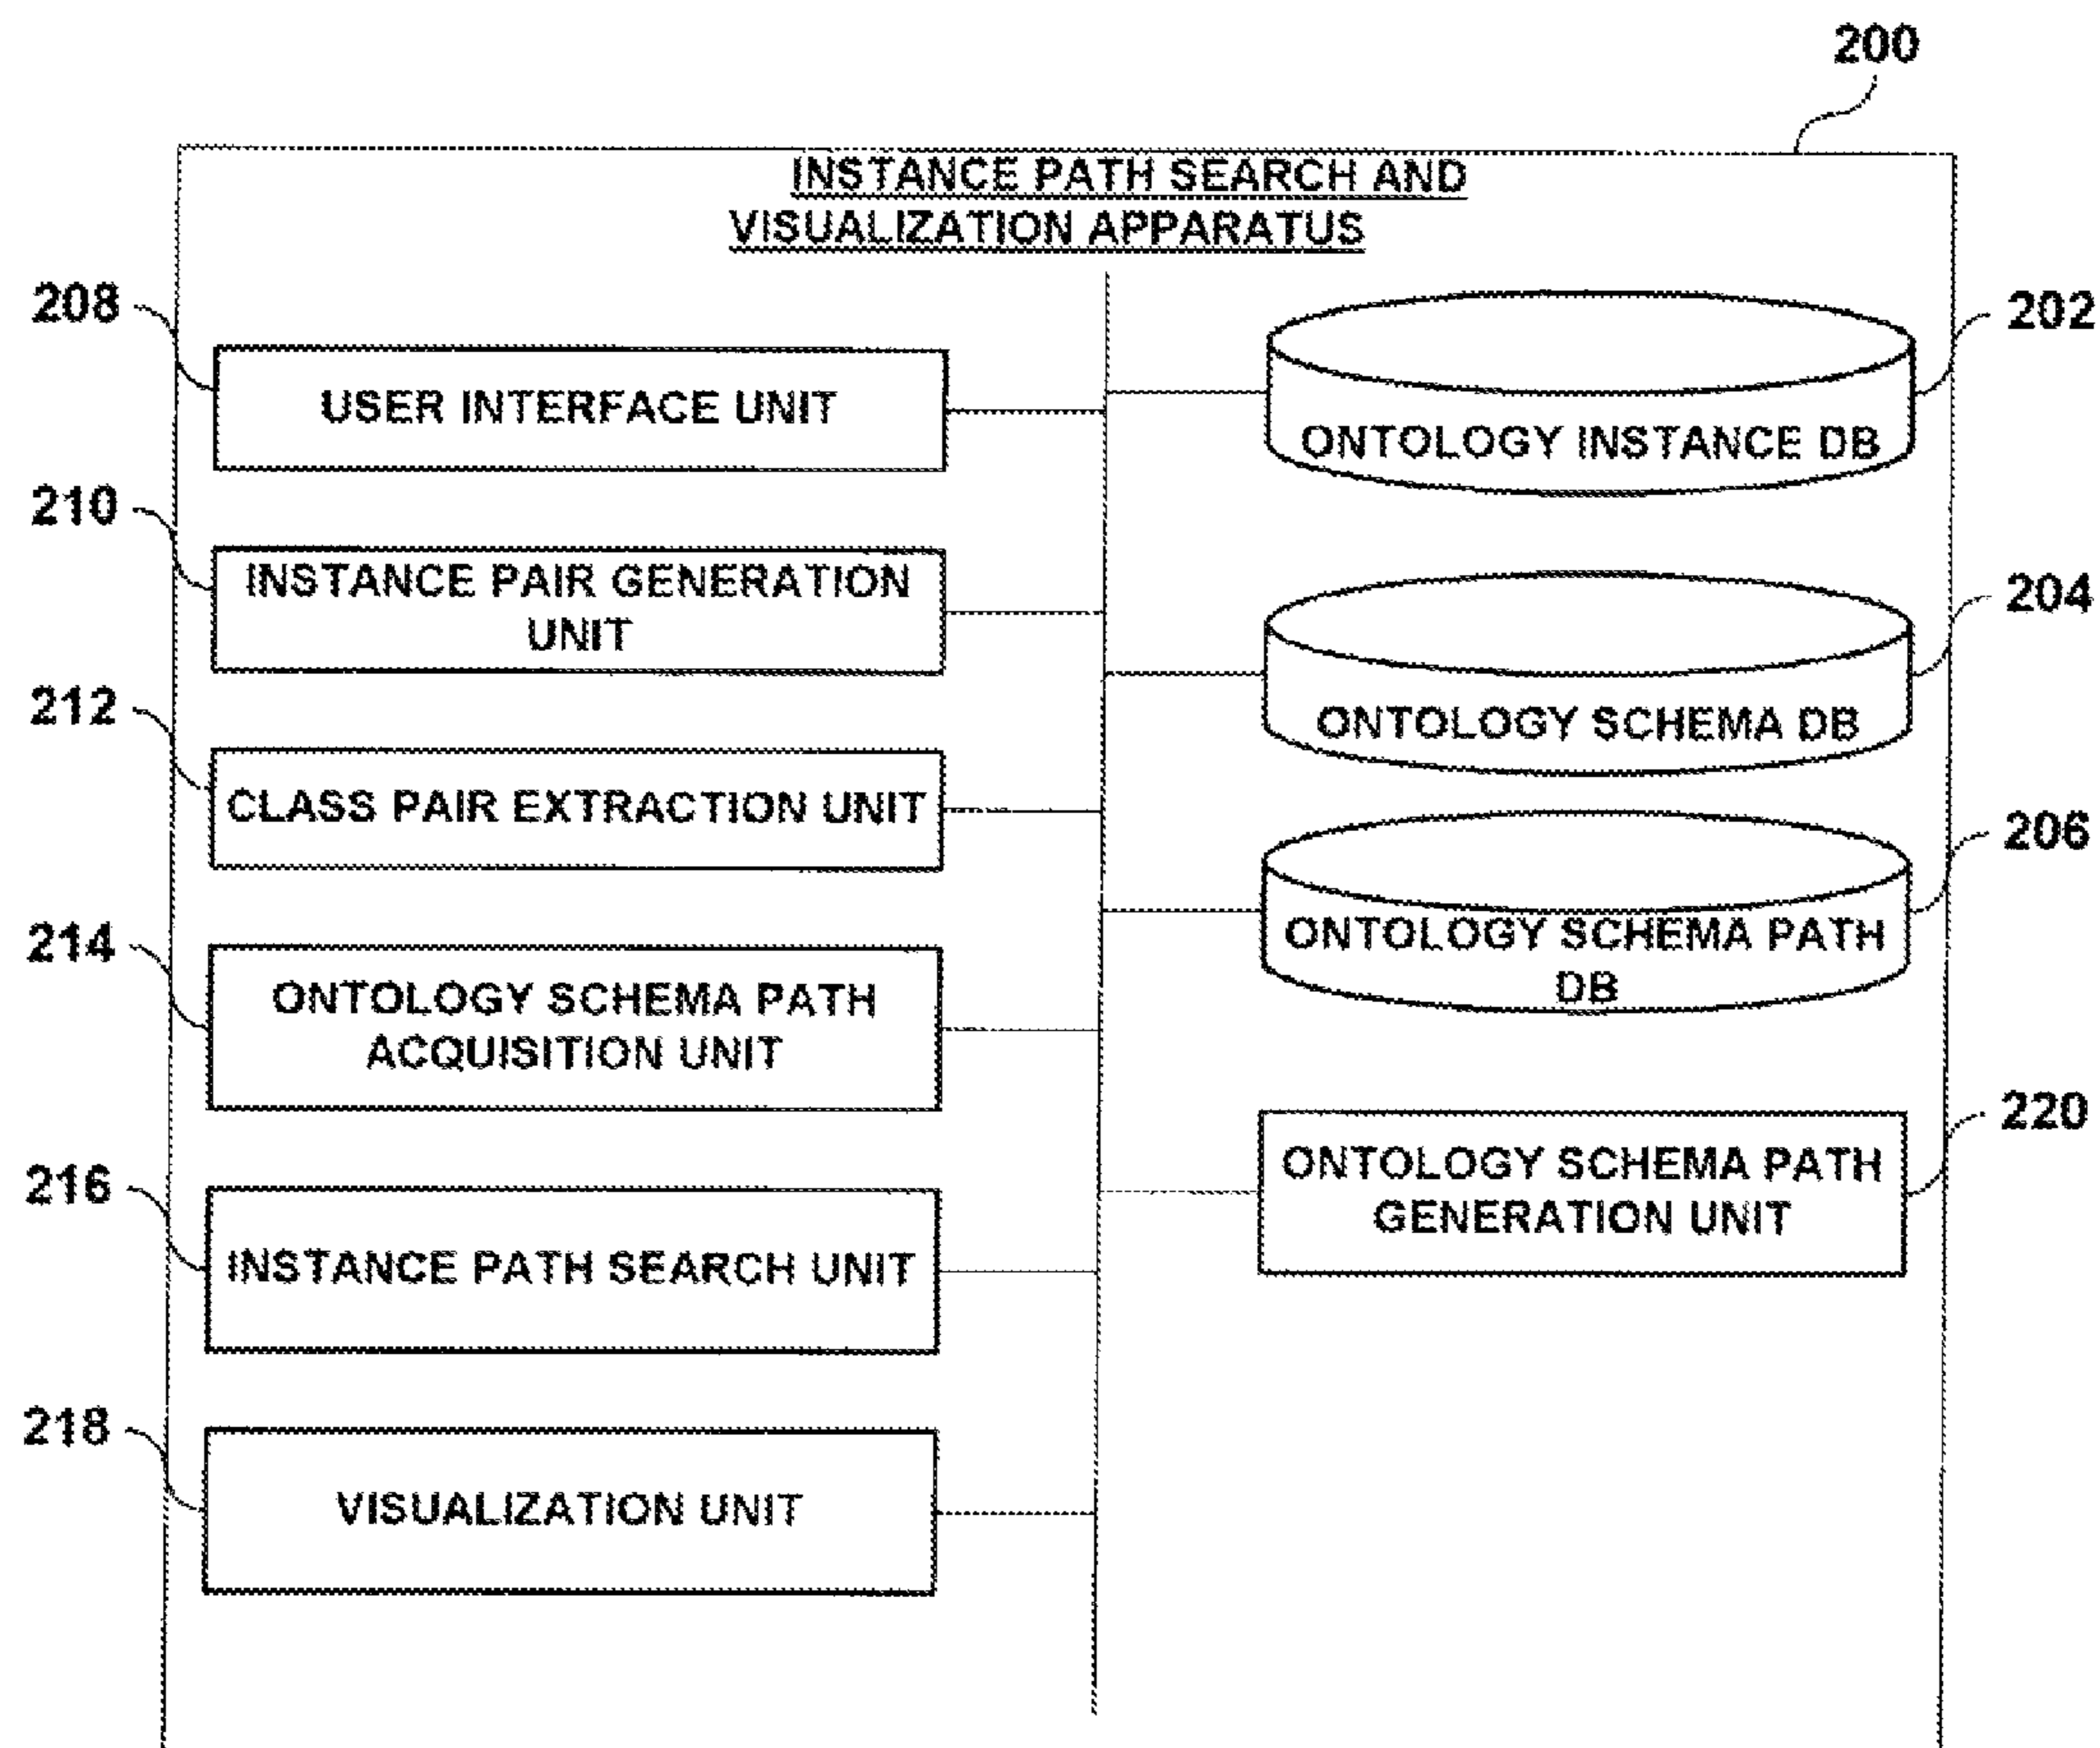 200
INSTANCE PATH SEARCH AND
VISUALIZATION APPARATUS
208
USER INTERFACE UNIT
210
INSTANCE PAIR GENERATION
UNIT
212
CLASS PAIR EXTRACTION UNIT
214
ONTOLOGY SCHEMA PATH
ACQUISITION UNIT
216
INSTANCE PATH SEARCH UNIT
218
VISUALIZATION UNIT
202
ONTOLOGY INSTANCE DB
204
ONTOLOGY SCHEMA DB
206
ONTOLOGY SCHEMA PATH
DB
220
ONTOLOGY SCHEMA PATH
GENERATION UNIT